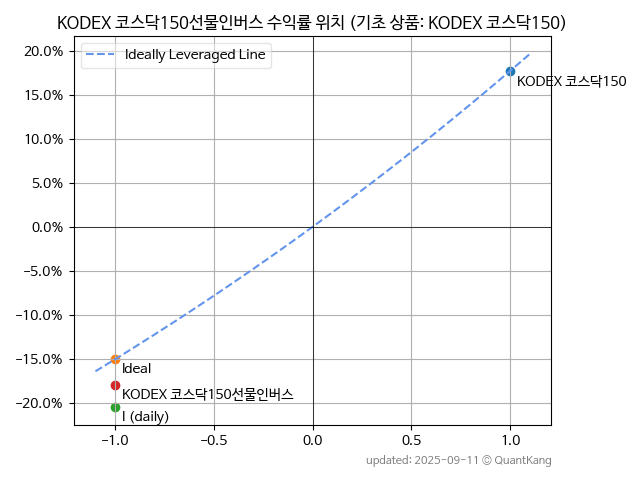 KODEX 코스닥150선물인버스 수익률 위치 (기초 상품: KODEX 코스닥150)
Ideally Leveraged Line
20.0%
KODEX 코스닥150
15.0%
10.0%
5.0%
0.0%
−5.0%
−10.0%
−15.0%
Ideal
KODEX 코스닥150선물인버스
−20.0%
I (daily)
−1.0 −0.5 0.0 0.5 1.0
updated: 2025-09-11 © QuantKang